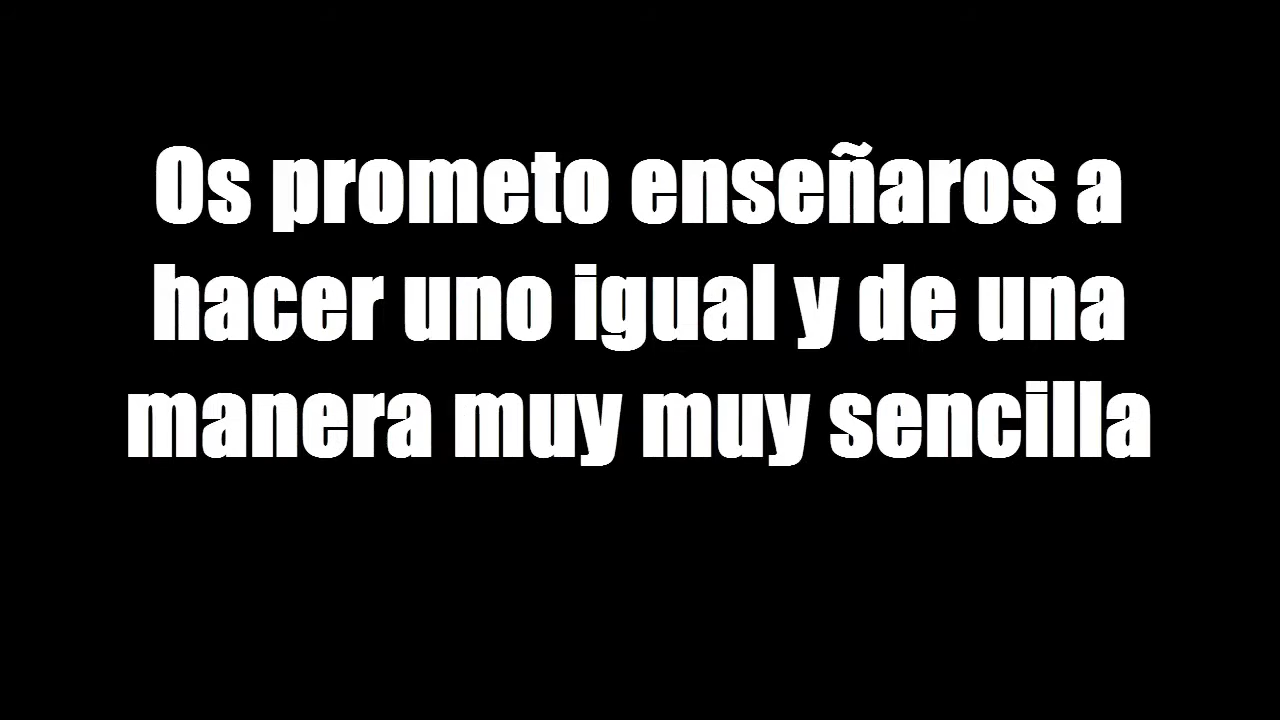 Os prometo enseñaros a
hacer uno igual y de una
manera muy muy sencilla